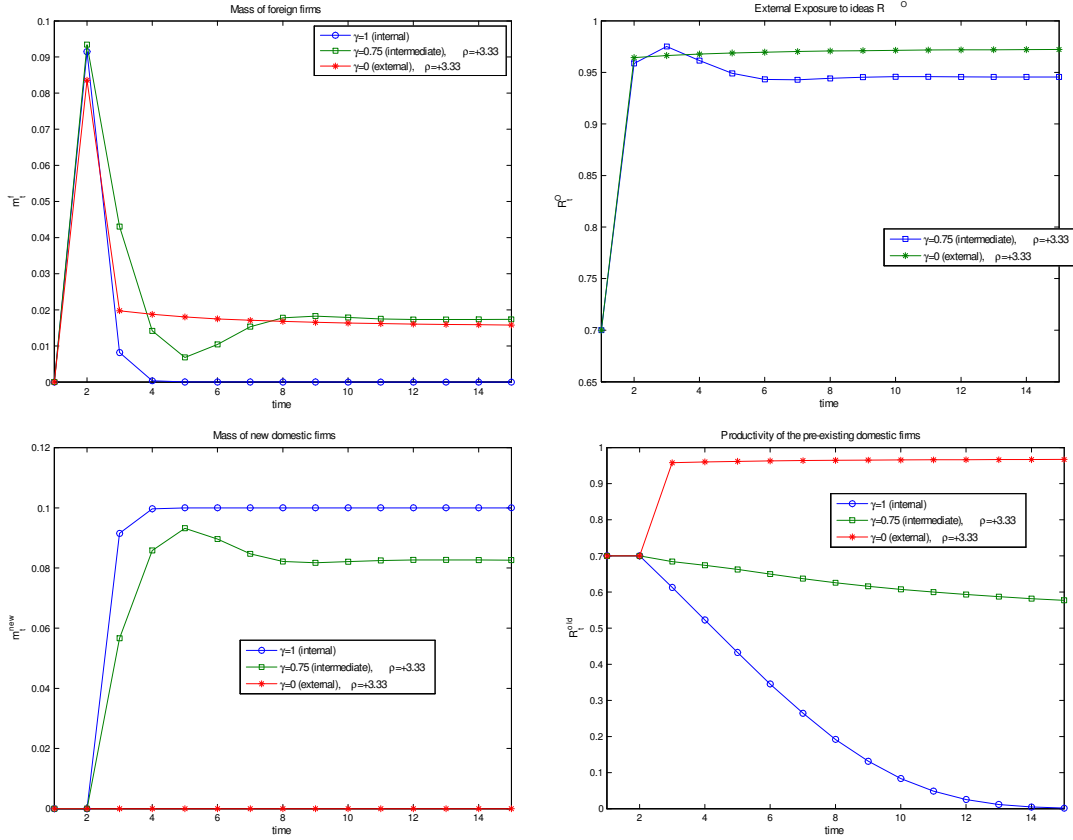 Mass of foreign firms
0.1
0.09
0.08
0.07
0.06
0.05
0.04
0.03
0.02
0.01
0
m_t^f
γ=1 (internal)
γ=0.75 (intermediate), ρ=+3.33
γ=0 (external), ρ=+3.33
2 4 6 8 10 12 14
time
External Exposure to ideas R^O
1
0.95
0.9
0.85
0.8
0.75
0.7
0.65
R_t^O
γ=0.75 (intermediate), ρ=+3.33
γ=0 (external), ρ=+3.33
2 4 6 8 10 12 14
time
Mass of new domestic firms
0.12
0.1
0.08
0.06
0.04
0.02
0
m_t^new
γ=1 (internal)
γ=0.75 (intermediate), ρ=+3.33
γ=0 (external), ρ=+3.33
2 4 6 8 10 12 14
time
Productivity of the pre-existing domestic firms
1
0.9
0.8
0.7
0.6
0.5
0.4
0.3
0.2
0.1
0
R_t^old
γ=1 (internal)
γ=0.75 (intermediate), ρ=+3.33
γ=0 (external), ρ=+3.33
2 4 6 8 10 12 14
time